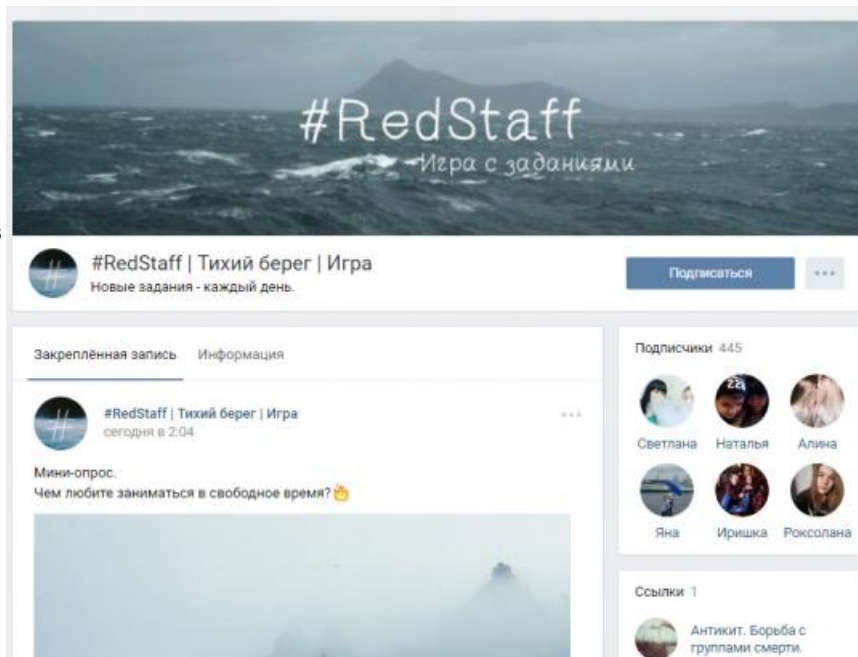 #RedStaff
Игра с заданиями
#RedStaff | Тихий берег | Игра
Новые задания - каждый день.
Подписаться
Закреплённая запись Информация
#RedStaff | Тихий берег | Игра
сегодня в 2:04
Мини-опрос.
Чем любите заниматься в свободное время?
Подписчики 445
Светлана Наталья Алина
Яна Иришка Роксолана
Ссылки 1
Антикит. Борьба с
группами смерти.